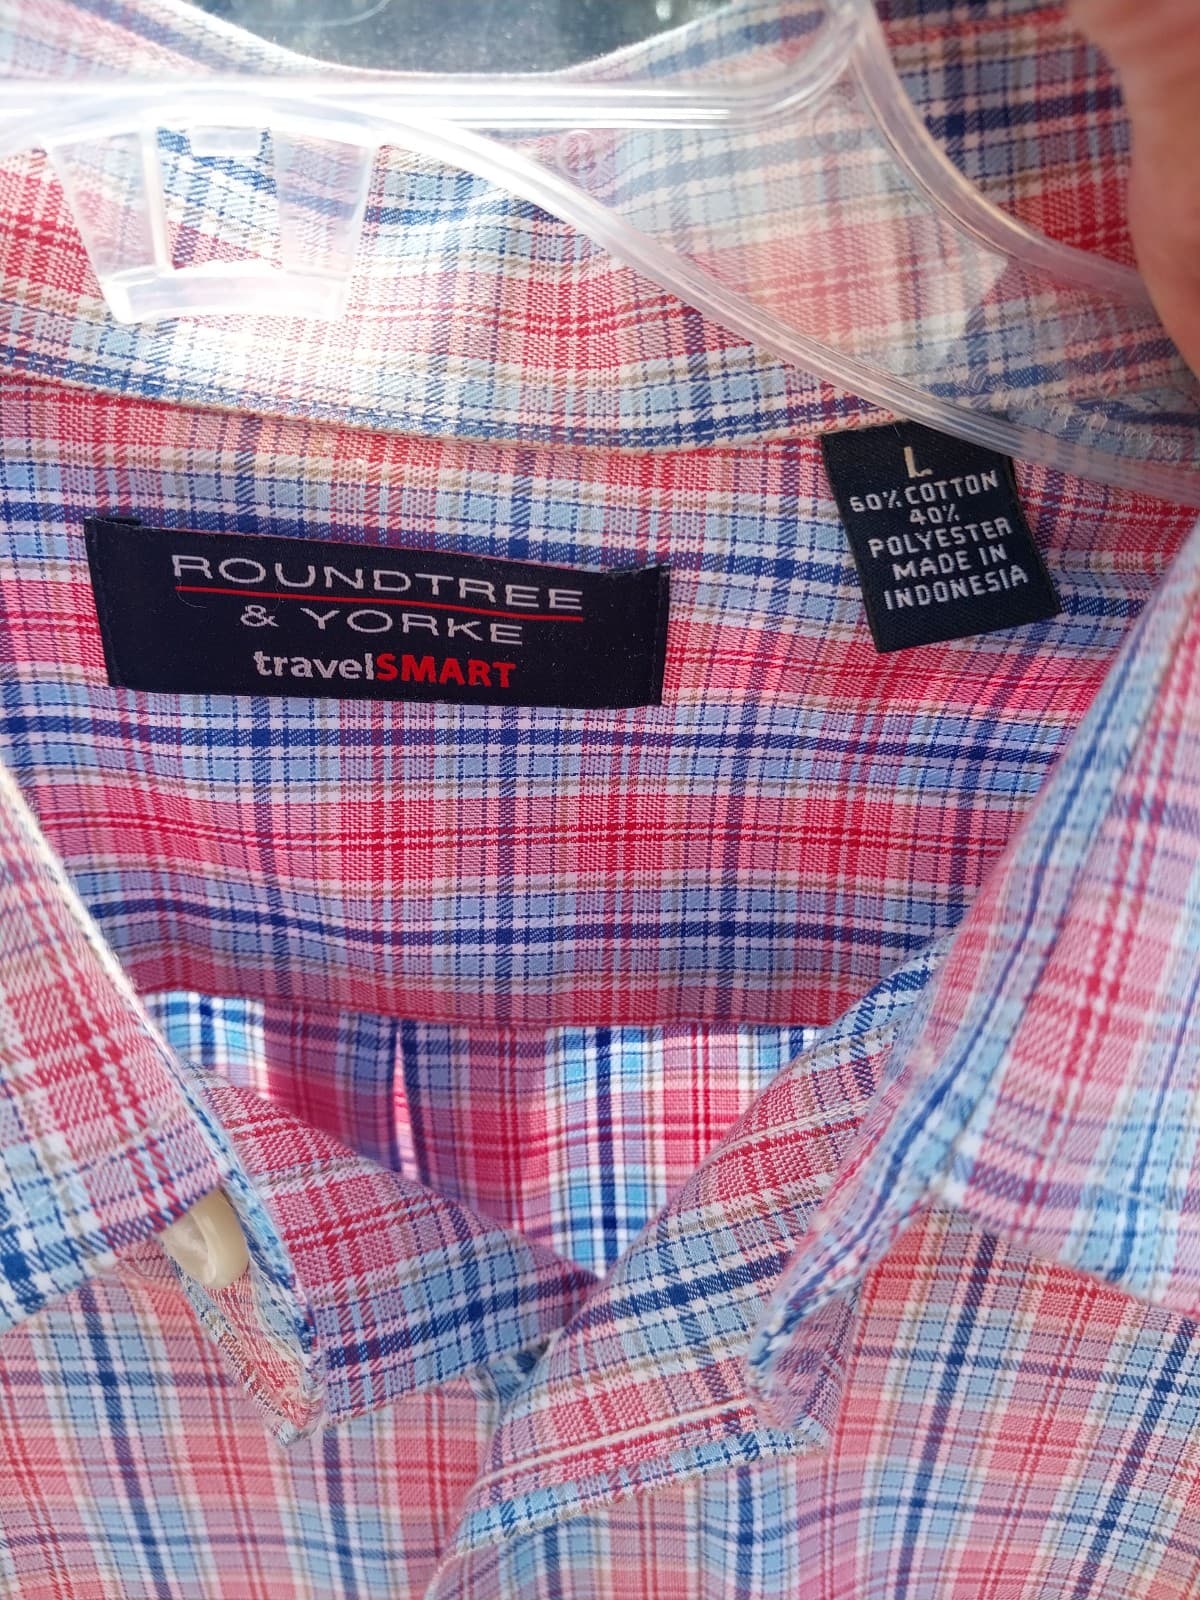 ROUNDTREE
& YORKE
travelSMART
L
60% COTTON
40%
POLYESTER
MADE IN
INDONESIA